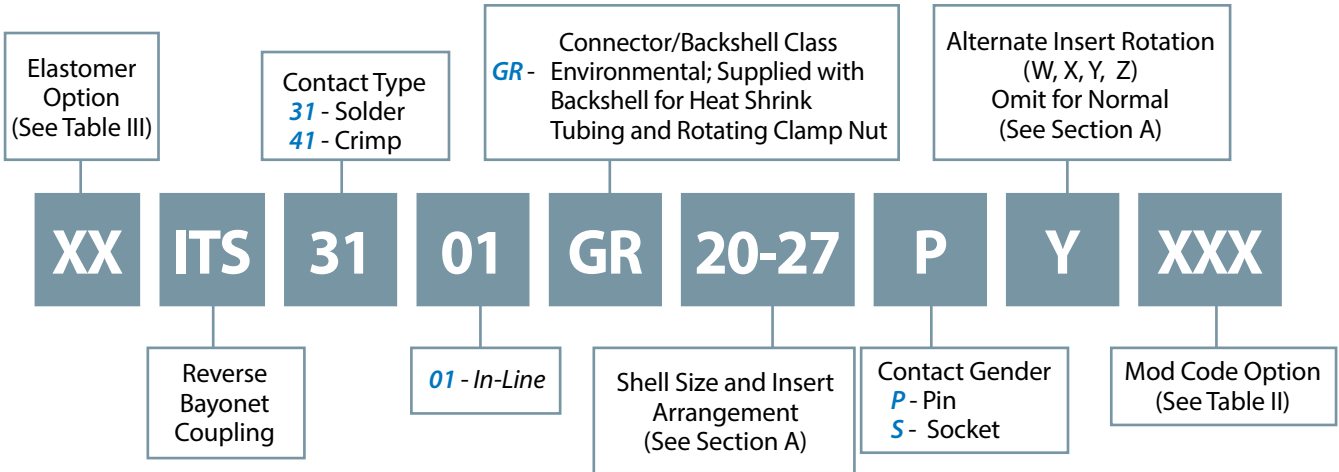 Elastomer
Option
(See Table III)
Contact Type
31 - Solder
41 - Crimp
Connector/Backshell Class
GR - Environmental; Supplied with
Backshell for Heat Shrink
Tubing and Rotating Clamp Nut
Alternate Insert Rotation
(W, X, Y, Z)
Omit for Normal
(See Section A)
XX ITS 31 01 GR 20-27 P Y XXX
Reverse
Bayonet
Coupling
01 - In-Line
Shell Size and Insert
Arrangement
(See Section A)
Contact Gender
P - Pin
S - Socket
Mod Code Option
(See Table II)